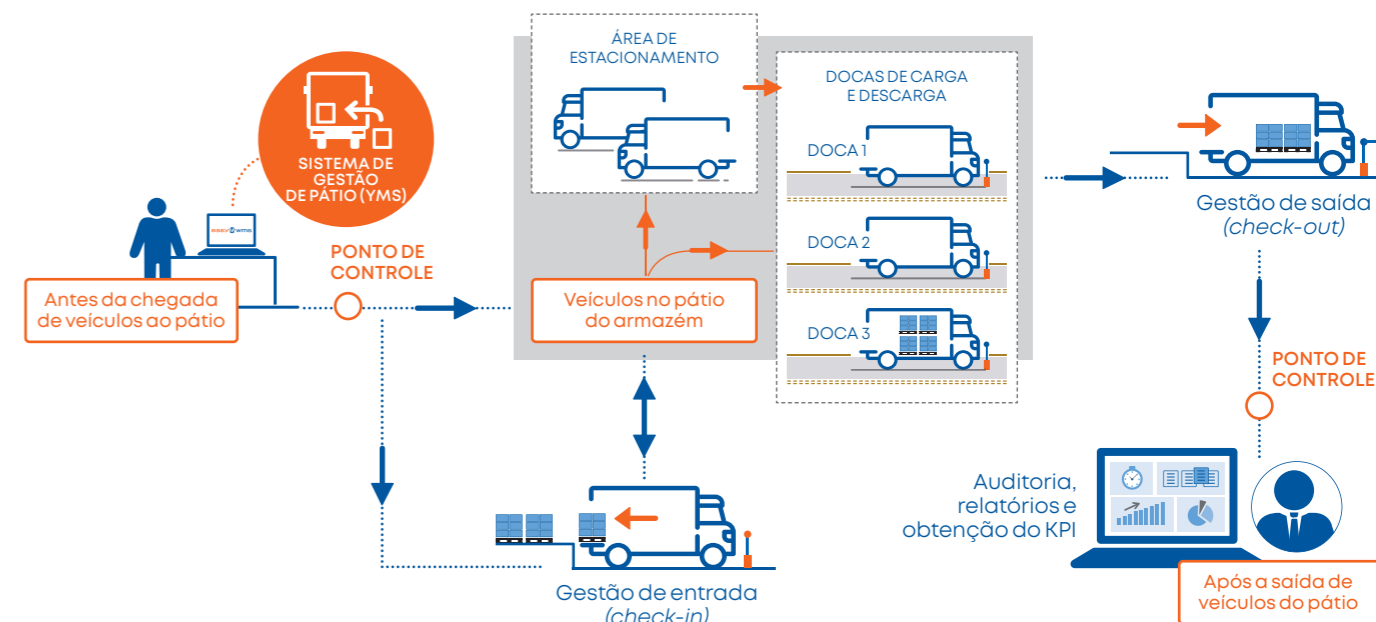 SISTEMA DE
GESTÃO
DE PÁTIO (YMS)
PONTO DE
CONTROLE
Antes da chegada
de veículos ao pátio
ÁREA DE
ESTACIONAMENTO
Veículos no pátio
do armazém
DOCAS DE CARGA
E DESCARGA
DOCA 1
DOCA 2
DOCA 3
Gestão de entrada
(check-in)
Gestão de saída
(check-out)
PONTO DE
CONTROLE
Auditoria,
relatórios e
obtenção do KPI
Após a saída de
veículos do pátio